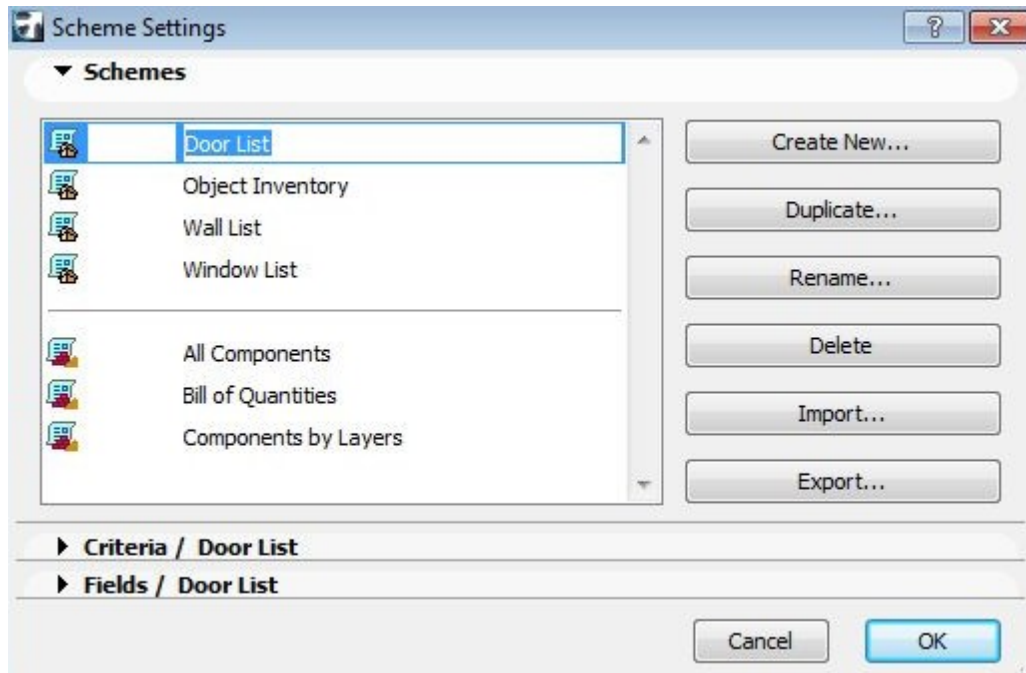 Scheme Settings
?
Schemes
Door List
Object Inventory
Wall List
Window List
All Components
Bill of Quantities
Components by Layers
Create New...
Duplicate...
Rename...
Delete
Import...
Export...
Criteria / Door List
Fields / Door List
Cancel
OK